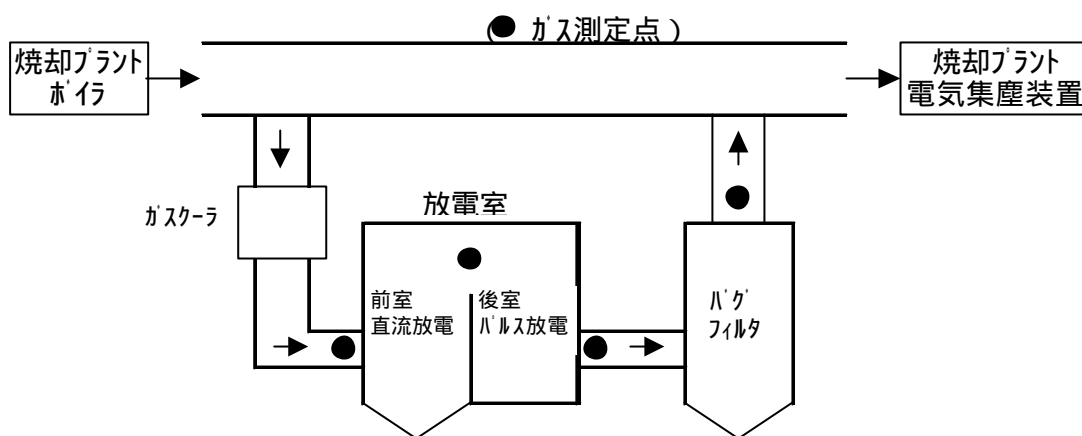 (● ガス測定点)
焼却プラント
ボイラ
焼却プラント
電気集塵装置
ガスクーラ
放電室
前室
直流放電
後室
パルス放電
バグ
フィルタ